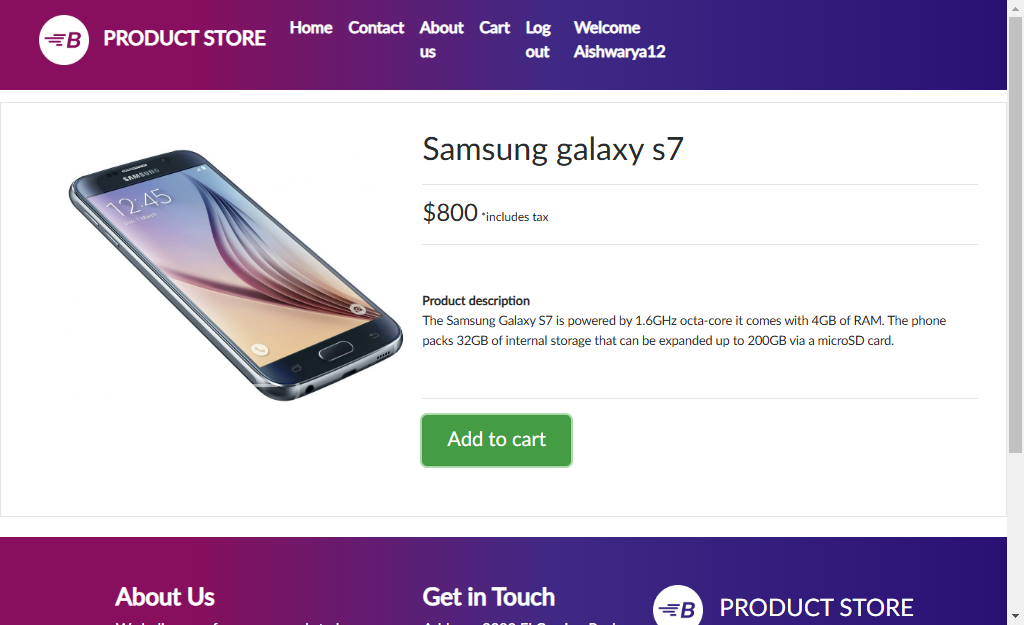 B PRODUCT STORE Home Contact About us Cart Log out Welcome Aishwarya12
SAMSUNG
12:45
Samsung galaxy s7
$800 *includes tax
Product description
The Samsung Galaxy S7 is powered by 1.6GHz octa-core it comes with 4GB of RAM. The phone
packs 32GB of internal storage that can be expanded up to 200GB via a microSD card.
Add to cart
About Us
Get in Touch
B PRODUCT STORE